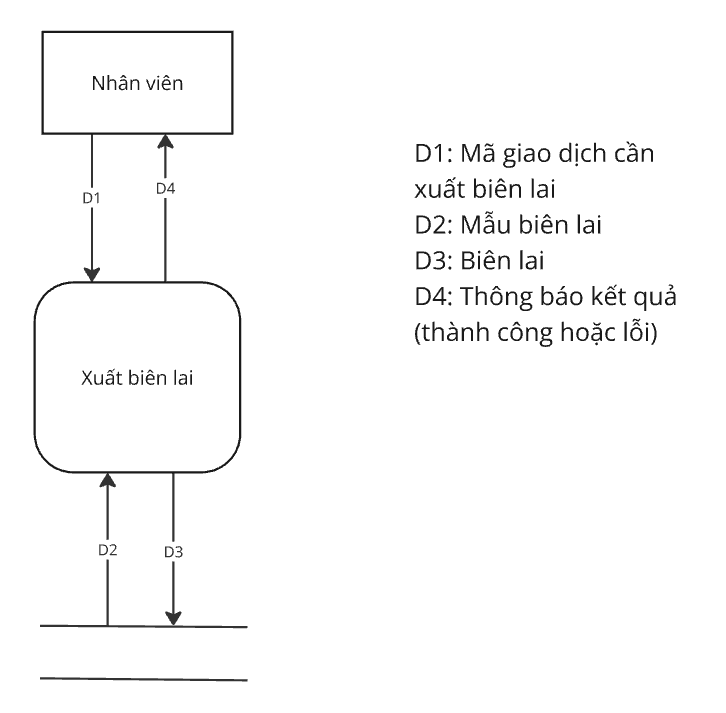 Nhân viên
D1
D4
Xuất biên lai
D2
D3
D1: Mã giao dịch cần
xuất biên lai
D2: Mẫu biên lai
D3: Biên lai
D4: Thông báo kết quả
(thành công hoặc lỗi)